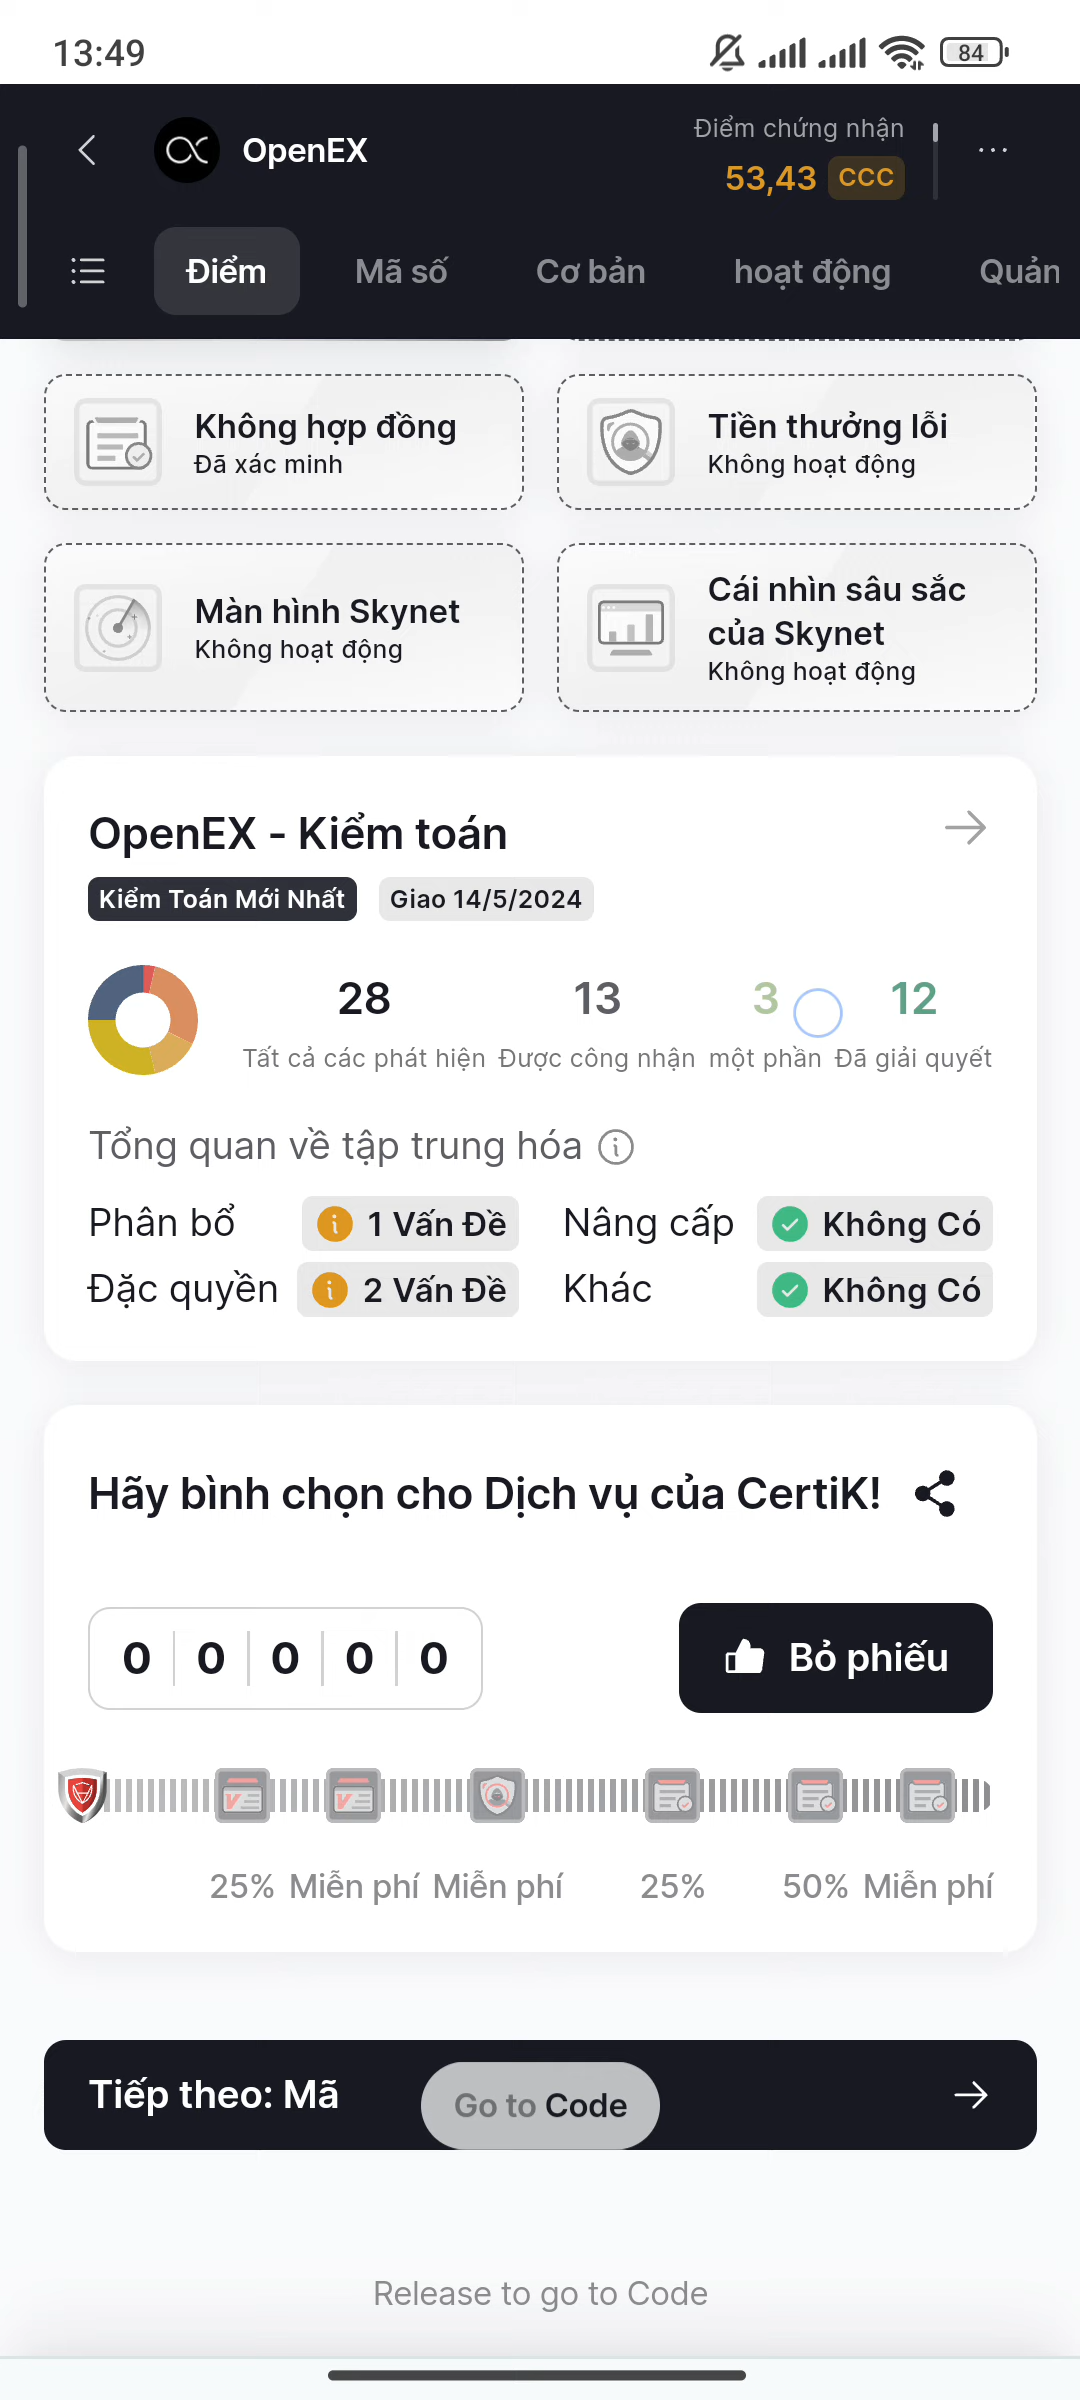 13:49
84
OpenEX
Điểm chứng nhận
53,43 CCC
Điểm Mã số Cơ bản hoạt động Quản
Không hợp đồng
Đã xác minh
Tiền thưởng lỗi
Không hoạt động
Màn hình Skynet
Không hoạt động
Cái nhìn sâu sắc
của Skynet
Không hoạt động
OpenEX - Kiểm toán
Kiểm Toán Mới Nhất Giao 14/5/2024
28 13 3 12
Tất cả các phát hiện Được công nhận một phần Đã giải quyết
Tổng quan về tập trung hóa
Phân bổ 1 Vấn Đề Nâng cấp Không Có
Đặc quyền 2 Vấn Đề Khác Không Có
Hãy bình chọn cho Dịch vụ của CertiK!
0 0 0 0 0
Bỏ phiếu
25% Miễn phí Miễn phí 25% 50% Miễn phí
Tiếp theo: Mã
Go to Code
Release to go to Code